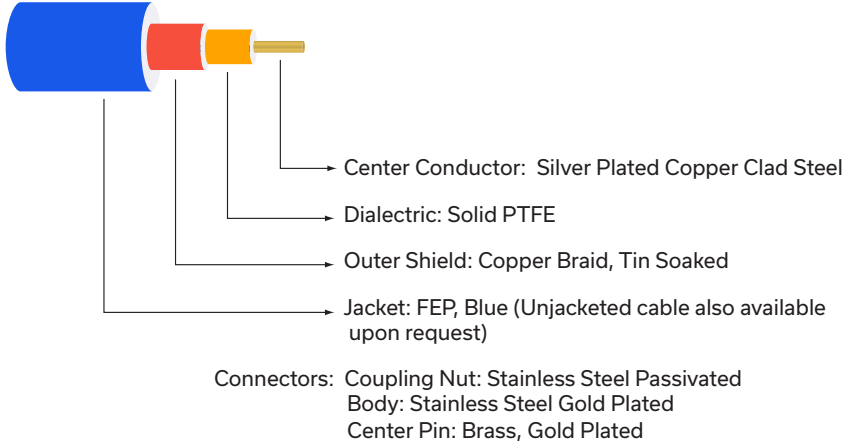 Center Conductor: Silver Plated Copper Clad Steel
Dialectric: Solid PTFE
Outer Shield: Copper Braid, Tin Soaked
Jacket: FEP, Blue (Unjacketed cable also available
upon request)
Connectors: Coupling Nut: Stainless Steel Passivated
Body: Stainless Steel Gold Plated
Center Pin: Brass, Gold Plated